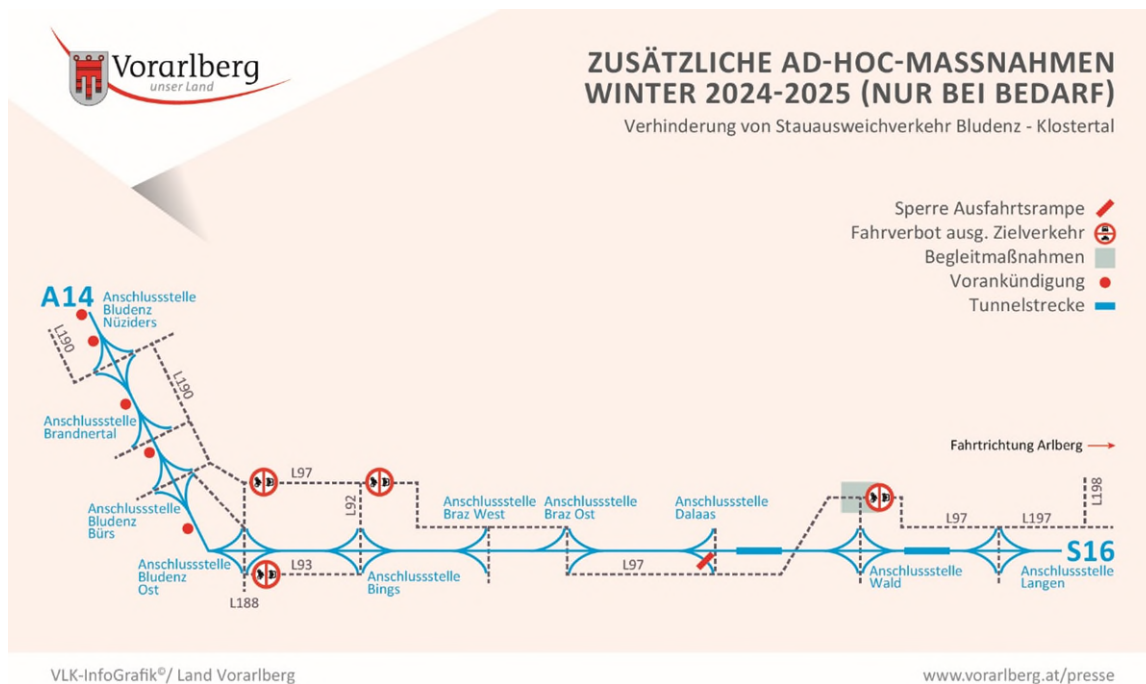 Vorarlberg
unser Land
ZUSÄTZLICHE AD-HOC-MASSNAHMEN
WINTER 2024-2025 (NUR BEI BEDARF)
Verhinderung von Stauausweichverkehr Bludenz - Klostertal
Sperre Ausfahrtsrampe
Fahrverbot ausg. Zielverkehr
Begleitmaßnahmen
Vorankündigung
Tunnelstrecke
A14
Anschlussstelle
Bludenz
Nüziders
L190
L190
Anschlussstelle
Brandnertal
Fahrtrichtung Arlberg
Anschlussstelle
Bludenz
Bürs
L97
L92
Anschlussstelle
Braz West
Anschlussstelle
Braz Ost
Anschlussstelle
Dalaas
L198
L97
L197
S16
Anschlussstelle
Bludenz
Ost
L93
Anschlussstelle
Bings
L97
Anschlussstelle
Wald
Anschlussstelle
Langen
L188
VLK-InfoGrafik©/ Land Vorarlberg
www.vorarlberg.at/presse